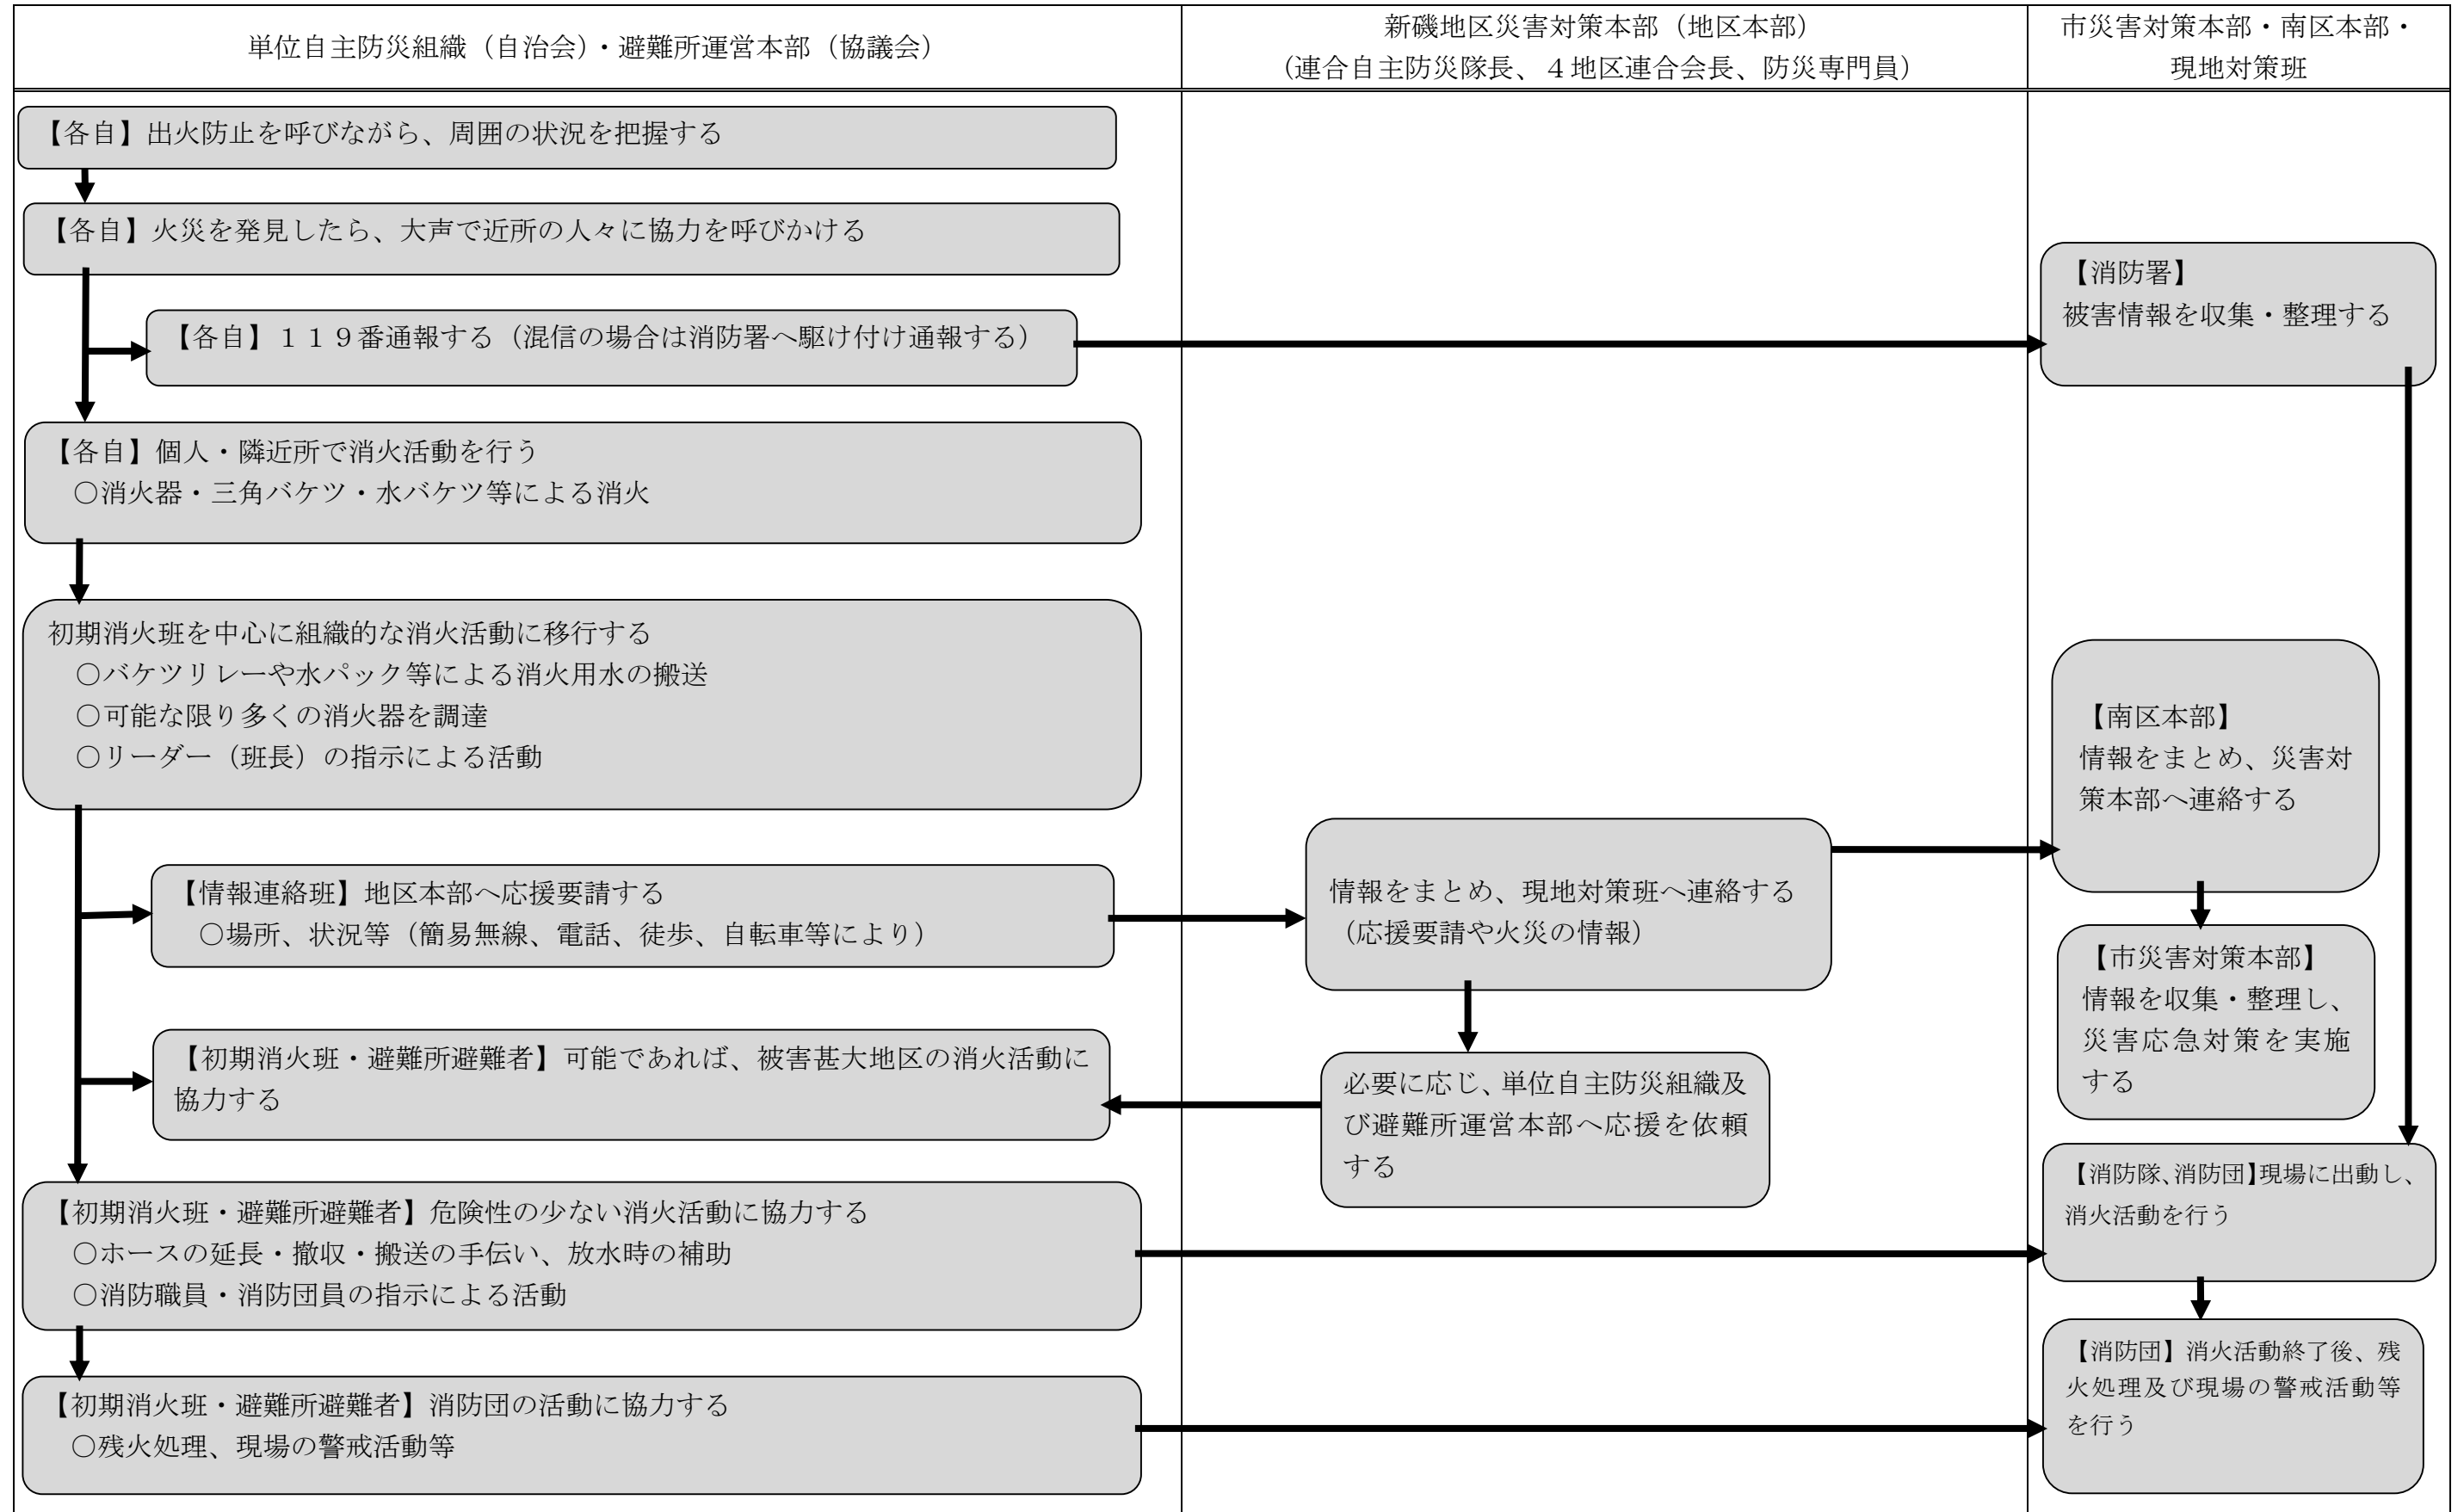 単位自主防災組織（自治会）・避難所運営本部（協議会）
新磯地区災害対策本部（地区本部）
（連合自主防災隊長、４地区連合会長、防災専門員）
市災害対策本部・南区本部・
現地対策班
【各自】出火防止を呼びながら、周囲の状況を把握する
【各自】火災を発見したら、大声で近所の人々に協力を呼びかける
【消防署】
被害情報を収集・整理する
【各自】１１９番通報する（混信の場合は消防署へ駆け付け通報する）
【各自】個人・隣近所で消火活動を行う
○消火器・三角バケツ・水バケツ等による消火
初期消火班を中心に組織的な消火活動に移行する
○バケツリレーや水パック等による消火用水の搬送
○可能な限り多くの消火器を調達
○リーダー（班長）の指示による活動
【南区本部】
情報をまとめ、災害対
策本部へ連絡する
【情報連絡班】地区本部へ応援要請する
○場所、状況等（簡易無線、電話、徒歩、自転車等により）
情報をまとめ、現地対策班へ連絡する
（応援要請や火災の情報）
【市災害対策本部】
情報を収集・整理し、
災害応急対策を実施
する
【初期消火班・避難所避難者】可能であれば、被害甚大地区の消火活動に
協力する
必要に応じ、単位自主防災組織及
び避難所運営本部へ応援を依頼
する
【初期消火班・避難所避難者】危険性の少ない消火活動に協力する
○ホースの延長・撤収・搬送の手伝い、放水時の補助
○消防職員・消防団員の指示による活動
【消防隊、消防団】現場に出動し、
消火活動を行う
【初期消火班・避難所避難者】消防団の活動に協力する
○残火処理、現場の警戒活動等
【消防団】消火活動終了後、残
火処理及び現場の警戒活動等
を行う